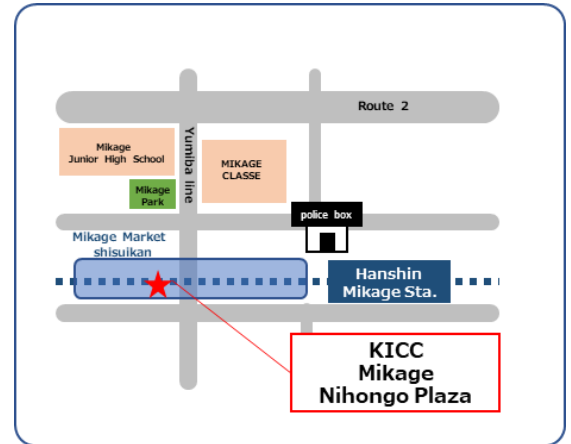 Route 2
Mikage
Junior High School
Yumiba line
MIKAGE
CLASSE
Mikage
Park
police box
Mikage Market
shisuikan
Hanshin
Mikage Sta.
KICC
Mikage
Nihongo Plaza